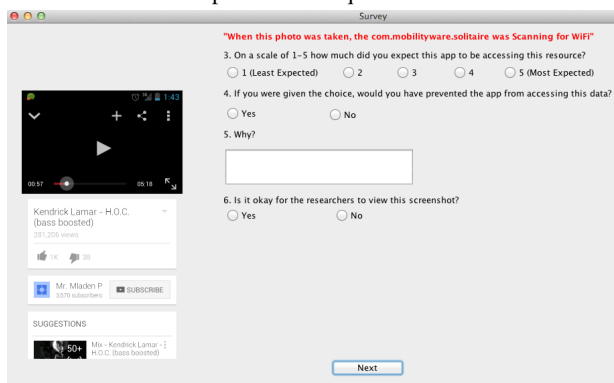 Survey
"When this photo was taken, the com.mobilityware.solitaire was Scanning for WiFi"
3. On a scale of 1-5 how much did you expect this app to be accessing this resource?
1 (Least Expected) 2 3 4 5 (Most Expected)
4. If you were given the choice, would you have prevented the app from accessing this data?
Yes No
5. Why?
6. Is it okay for the researchers to view this screenshot?
Yes No
1:43
00:57 05:18
Kendrick Lamar - H.O.C.
(bass boosted)
281,206 views
1K 38
Mr. Mladen P
3,570 subscribers
SUBSCRIBE
SUGGESTIONS
50+
Mix - Kendrick Lamar -
H.O.C. (bass boosted)
Next